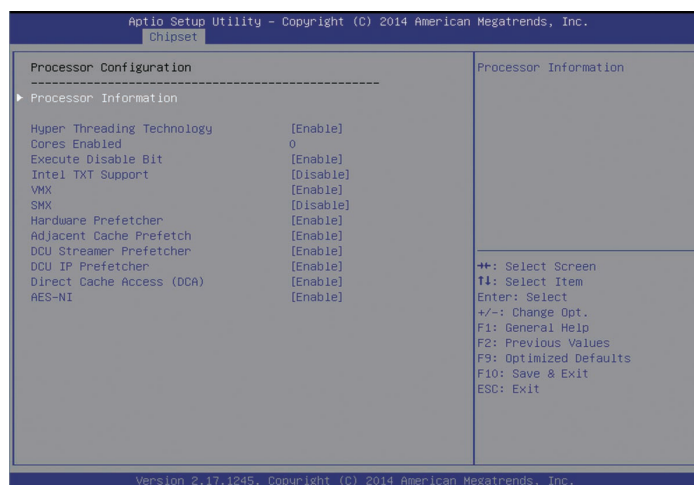 Aptio Setup Utility – Copyright (C) 2014 American Megatrends, Inc.
Chipset
Processor Configuration
--------------------------------------------------
▶ Processor Information
Hyper Threading Technology [Enable]
Cores Enabled 0
Execute Disable Bit [Enable]
Intel TXT Support [Disable]
VMX [Enable]
SMX [Disable]
Hardware Prefetcher [Enable]
Adjacent Cache Prefetch [Enable]
DCU Streamer Prefetcher [Enable]
DCU IP Prefetcher [Enable]
Direct Cache Access (DCA) [Enable]
AES-NI [Enable]
Processor Information
→←: Select Screen
↑↓: Select Item
Enter: Select
+/-: Change Opt.
F1: General Help
F2: Previous Values
F9: Optimized Defaults
F10: Save & Exit
ESC: Exit
Version 2.17.1245. Copyright (C) 2014 American Megatrends, Inc.